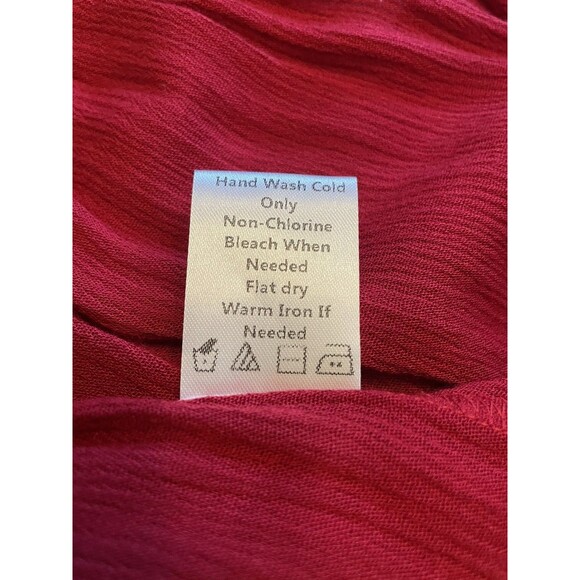 Hand Wash Cold
Only
Non-Chlorine
Bleach When
Needed
Flat dry
Warm Iron If
Needed